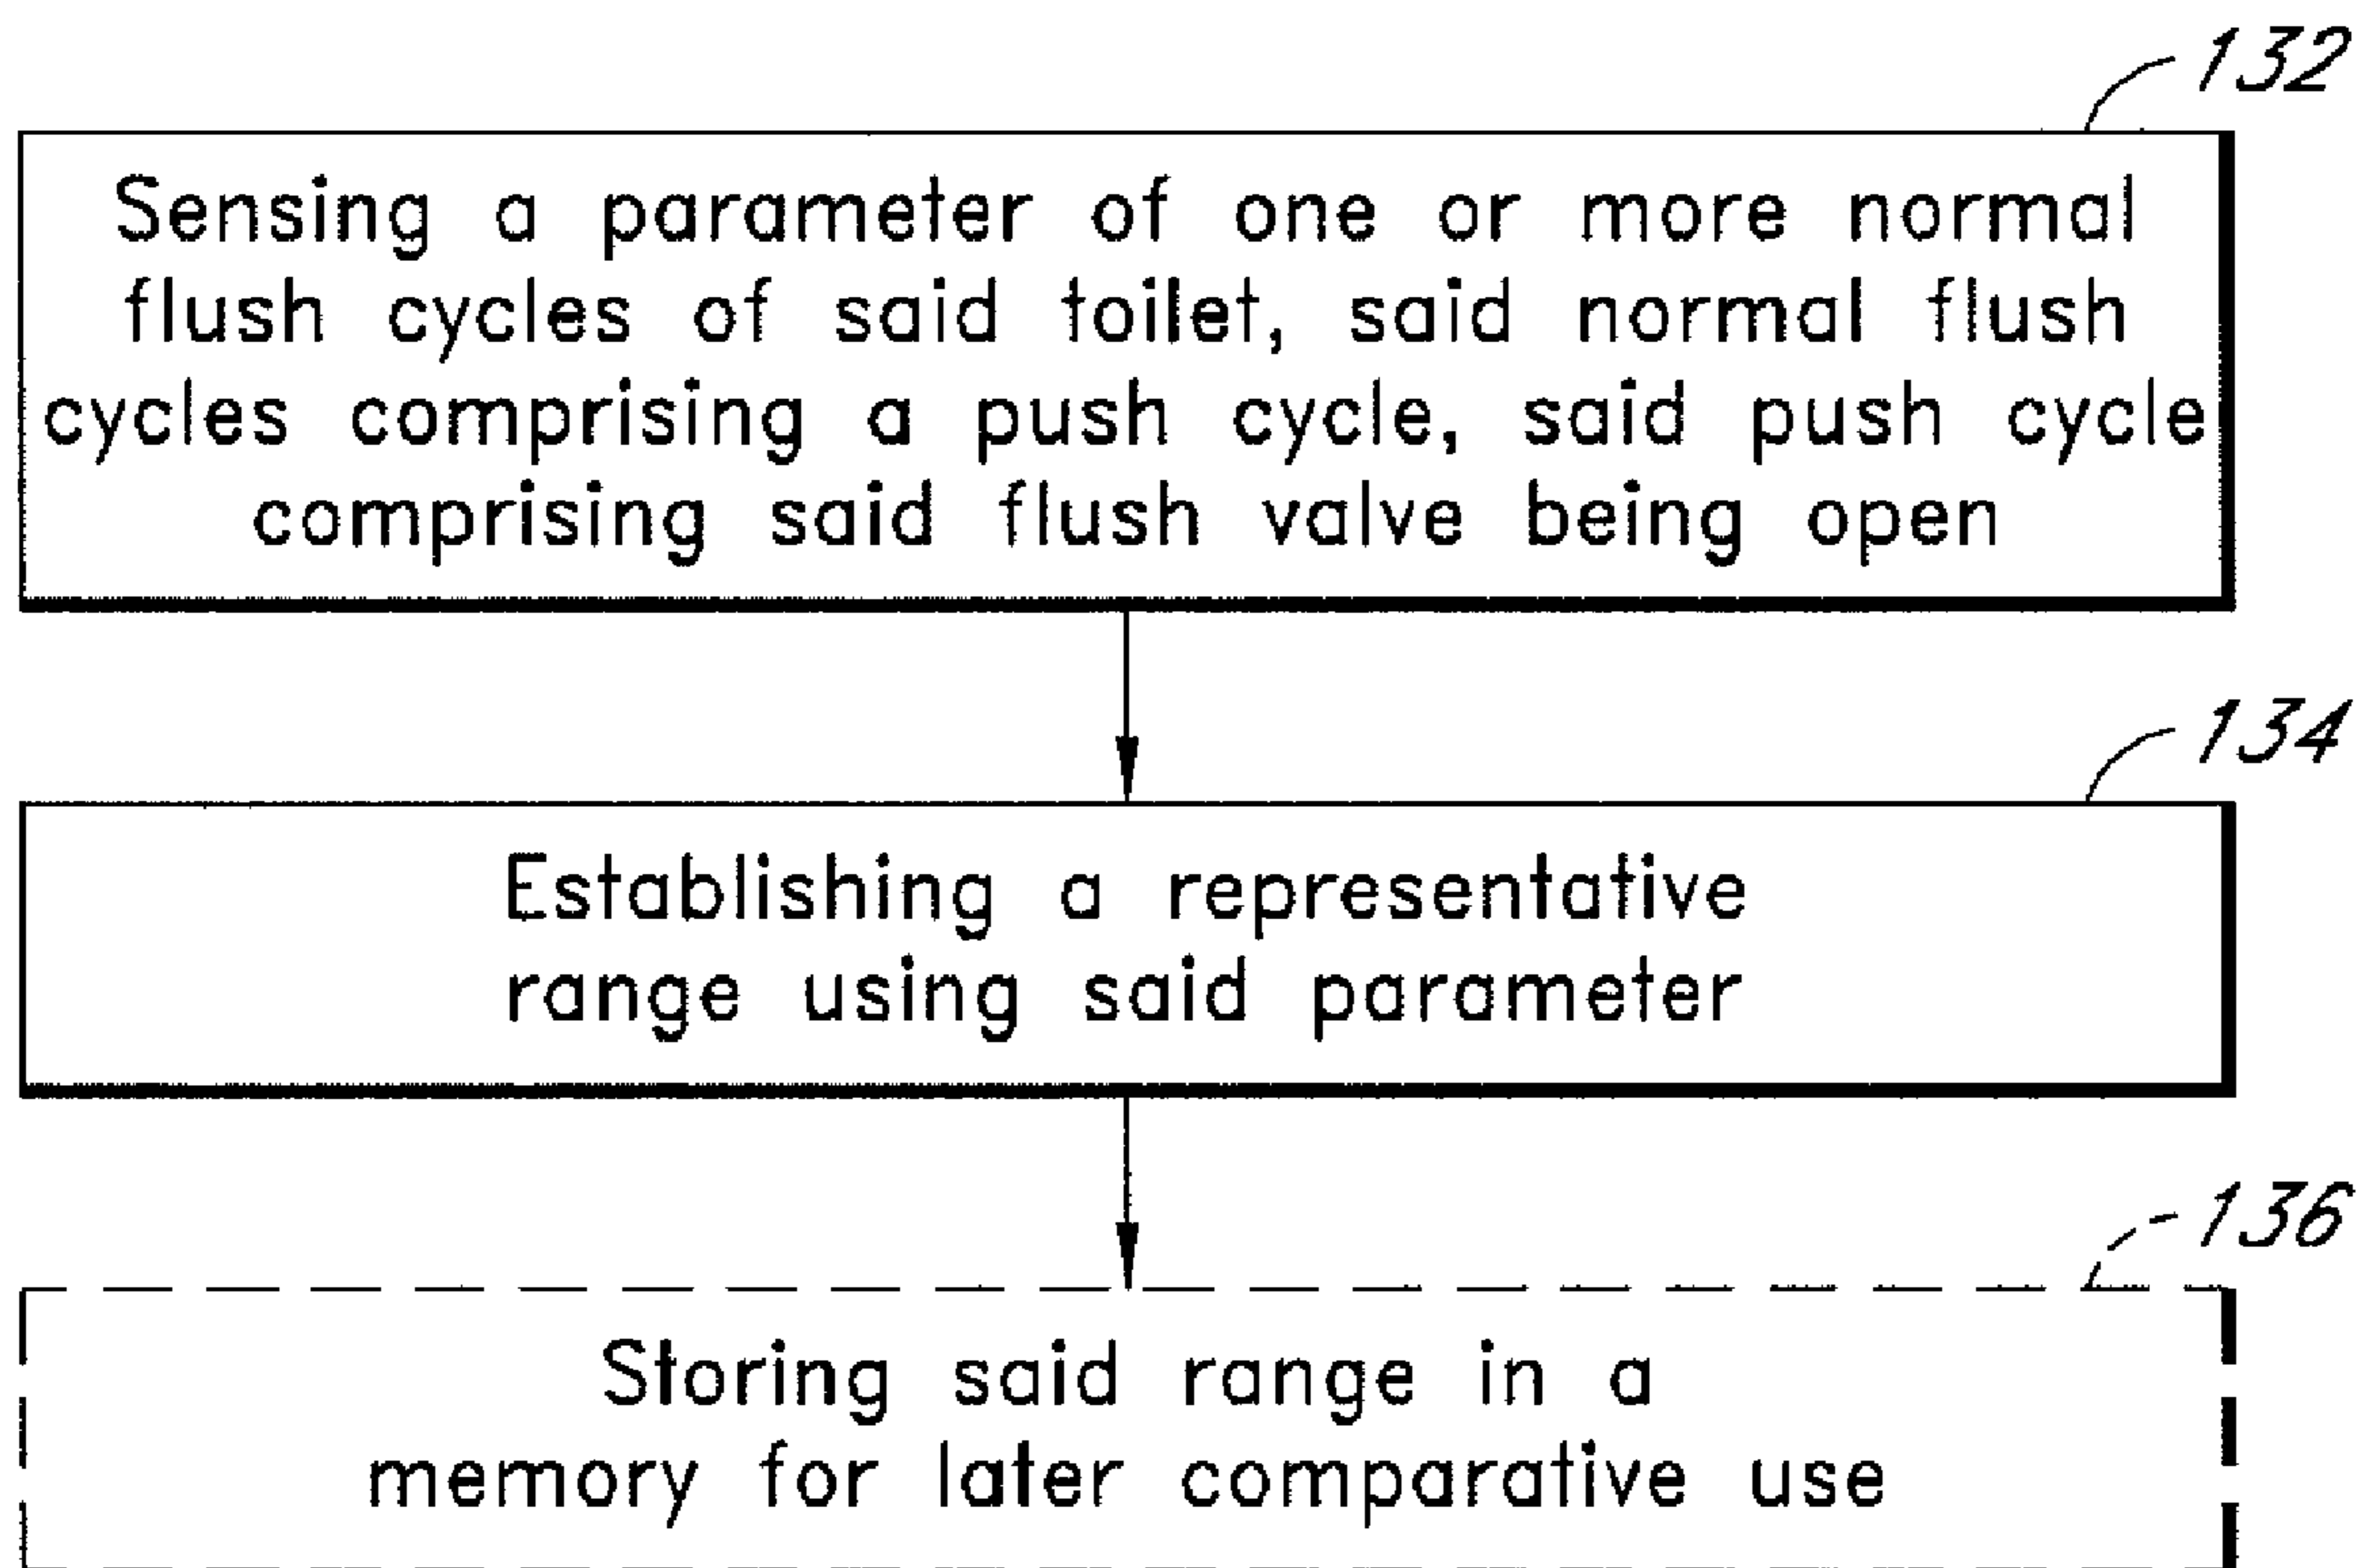 132
Sensing a parameter of one or more normal
flush cycles of said toilet, said normal flush
cycles comprising a push cycle, said push cycle
comprising said flush valve being open
134
Establishing a representative
range using said parameter
136
Storing said range in a
memory for later comparative use